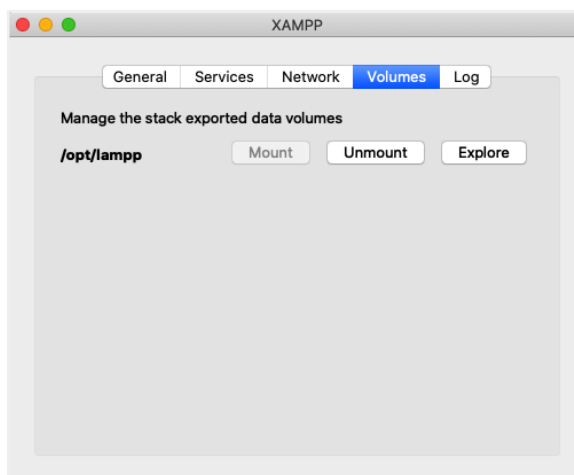 XAMPP
General Services Network Volumes Log
Manage the stack exported data volumes
/opt/lampp Mount Unmount Explore